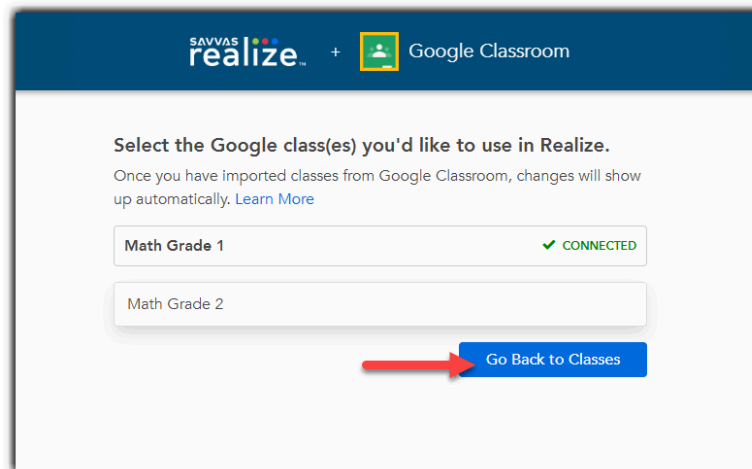 SAVVAS realize™ + Google Classroom
Select the Google class(es) you'd like to use in Realize.
Once you have imported classes from Google Classroom, changes will show
up automatically. Learn More
Math Grade 1 ✔ CONNECTED
Math Grade 2
Go Back to Classes